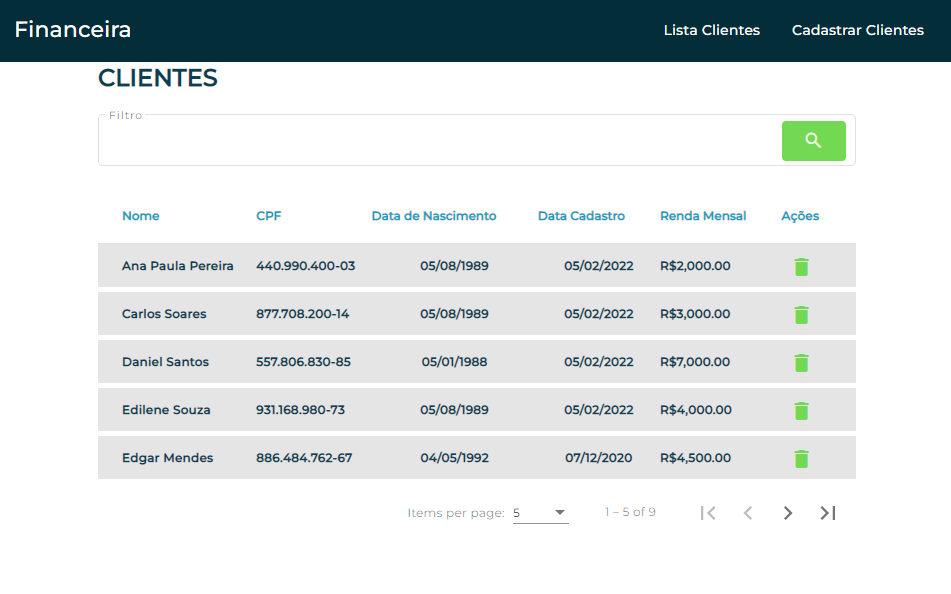 Financeira Lista Clientes Cadastrar Clientes
CLIENTES
Filtro
Nome CPF Data de Nascimento Data Cadastro Renda Mensal Ações
Ana Paula Pereira 440.990.400-03 05/08/1989 05/02/2022 R$2,000.00
Carlos Soares 877.708.200-14 05/08/1989 05/02/2022 R$3,000.00
Daniel Santos 557.806.830-85 05/01/1988 05/02/2022 R$7,000.00
Edilene Souza 931.168.980-73 05/08/1989 05/02/2022 R$4,000.00
Edgar Mendes 886.484.762-67 04/05/1992 07/12/2020 R$4,500.00
Items per page: 5 1 – 5 of 9